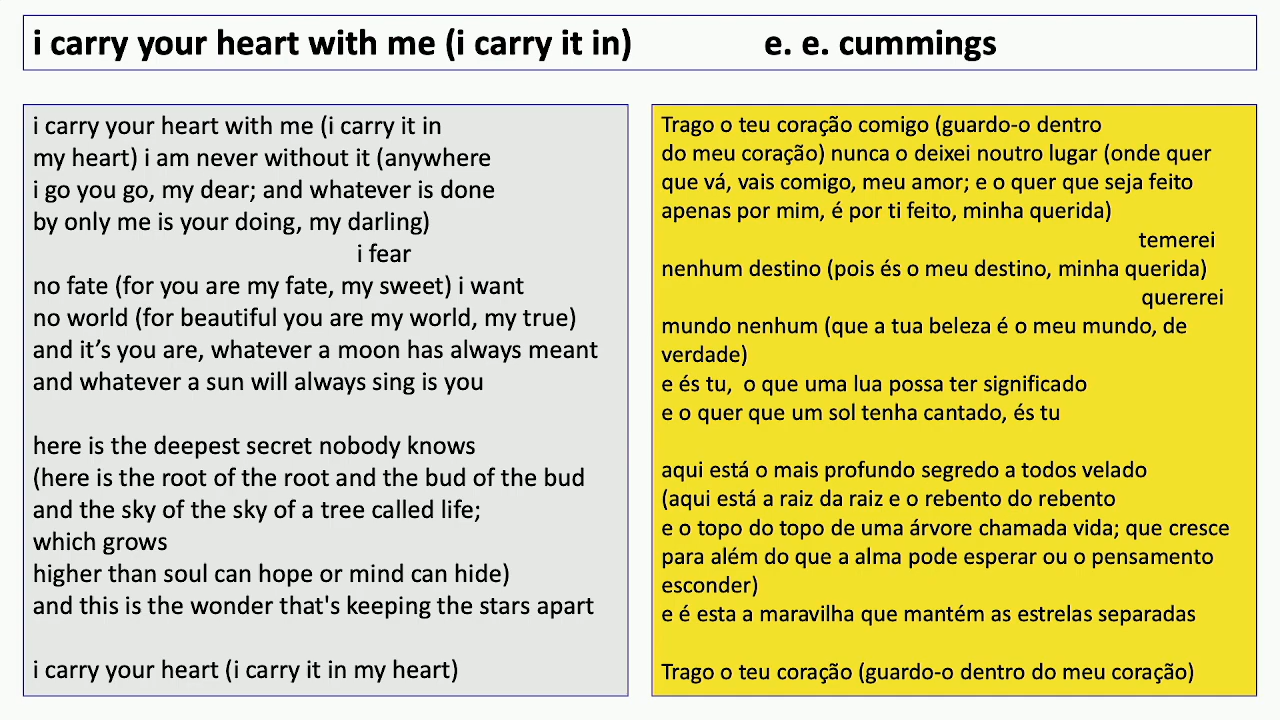 i carry your heart with me (i carry it in) e. e. cummings
i carry your heart with me (i carry it in
my heart) i am never without it (anywhere
i go you go, my dear; and whatever is done
by only me is your doing, my darling)
i fear
no fate (for you are my fate, my sweet) i want
no world (for beautiful you are my world, my true)
and it’s you are, whatever a moon has always meant
and whatever a sun will always sing is you

here is the deepest secret nobody knows
(here is the root of the root and the bud of the bud
and the sky of the sky of a tree called life;
which grows
higher than soul can hope or mind can hide)
and this is the wonder that's keeping the stars apart

i carry your heart (i carry it in my heart)

Trago o teu coração comigo (guardo-o dentro
do meu coração) nunca o deixei noutro lugar (onde quer
que vá, vais comigo, meu amor; e o quer que seja feito
apenas por mim, é por ti feito, minha querida)
temerei
nenhum destino (pois és o meu destino, minha querida)
quererei
mundo nenhum (que a tua beleza é o meu mundo, de
verdade)
e és tu, o que uma lua possa ter significado
e o quer que um sol tenha cantado, és tu

aqui está o mais profundo segredo a todos velado
(aqui está a raiz da raiz e o rebento do rebento
e o topo do topo de uma árvore chamada vida; que cresce
para além do que a alma pode esperar ou o pensamento
esconder)
e é esta a maravilha que mantém as estrelas separadas

Trago o teu coração (guardo-o dentro do meu coração)